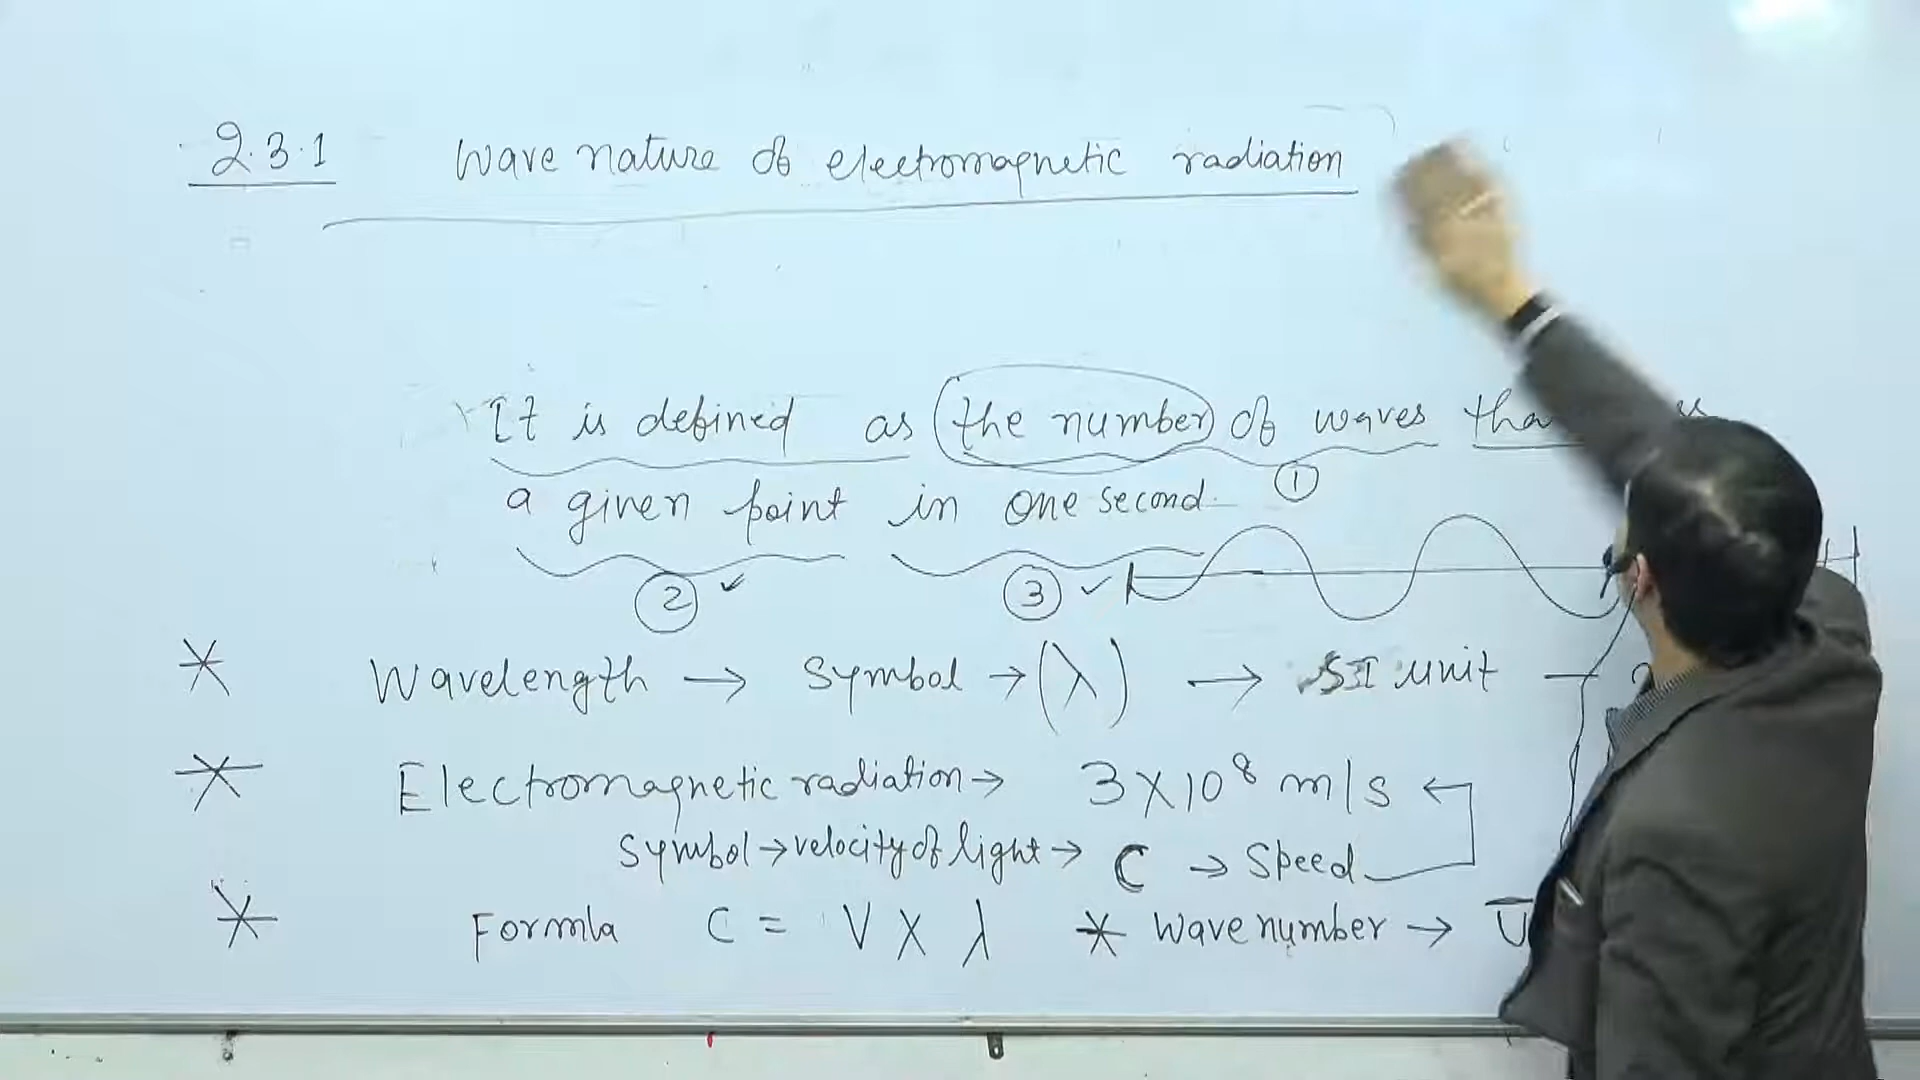 2.3.1 Wave nature of electromagnetic radiation
It is defined as (the number) of waves
a given point in one second. ①
② ✓ ③ ✓
* Wavelength → Symbol → (λ) → SI unit —
* Electromagnetic radiation → 3×10⁸ m/s
Symbol → velocity of light → C → Speed
* Formla C = ν × λ * Wave number → ν̅